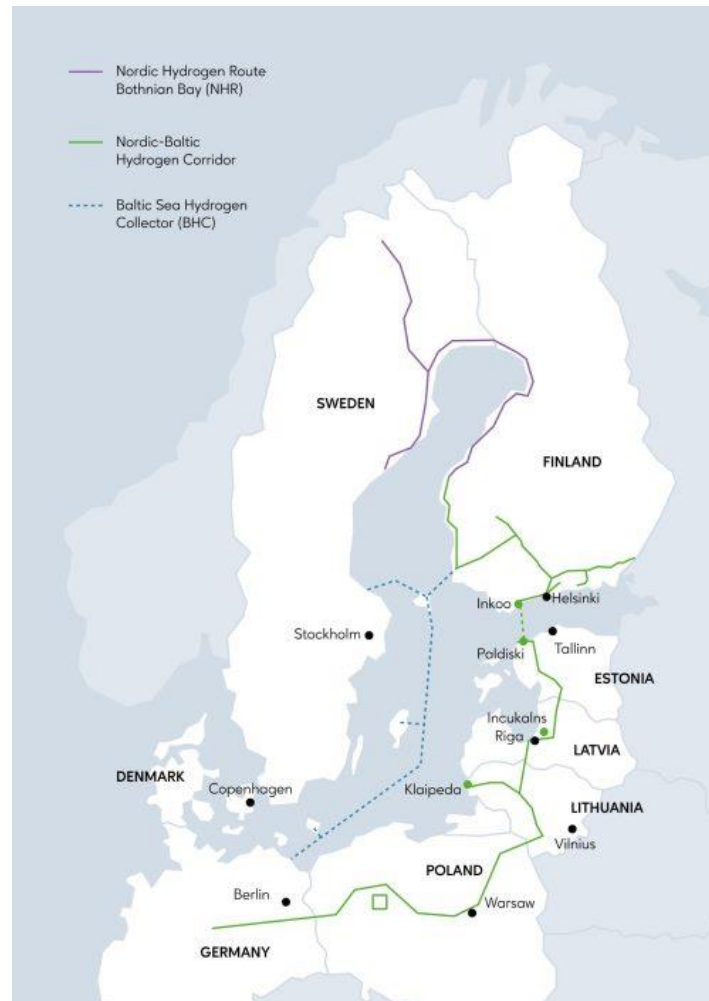 Nordic Hydrogen Route
Bothnian Bay (NHR)
Nordic-Baltic
Hydrogen Corridor
Baltic Sea Hydrogen
Collector (BHC)
SWEDEN
FINLAND
Inkoo
Helsinki
Stockholm
Tallinn
Poldiski
ESTONIA
Incukalns
Riga
LATVIA
DENMARK
Copenhagen
Klaipeda
LITHUANIA
Vilnius
POLAND
Berlin
Warsaw
GERMANY